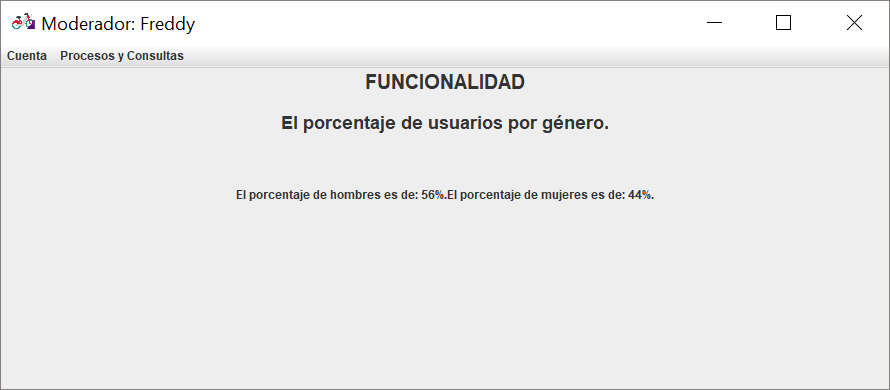 Moderador: Freddy
Cuenta Procesos y Consultas
FUNCIONALIDAD
El porcentaje de usuarios por género.
El porcentaje de hombres es de: 56%.El porcentaje de mujeres es de: 44%.